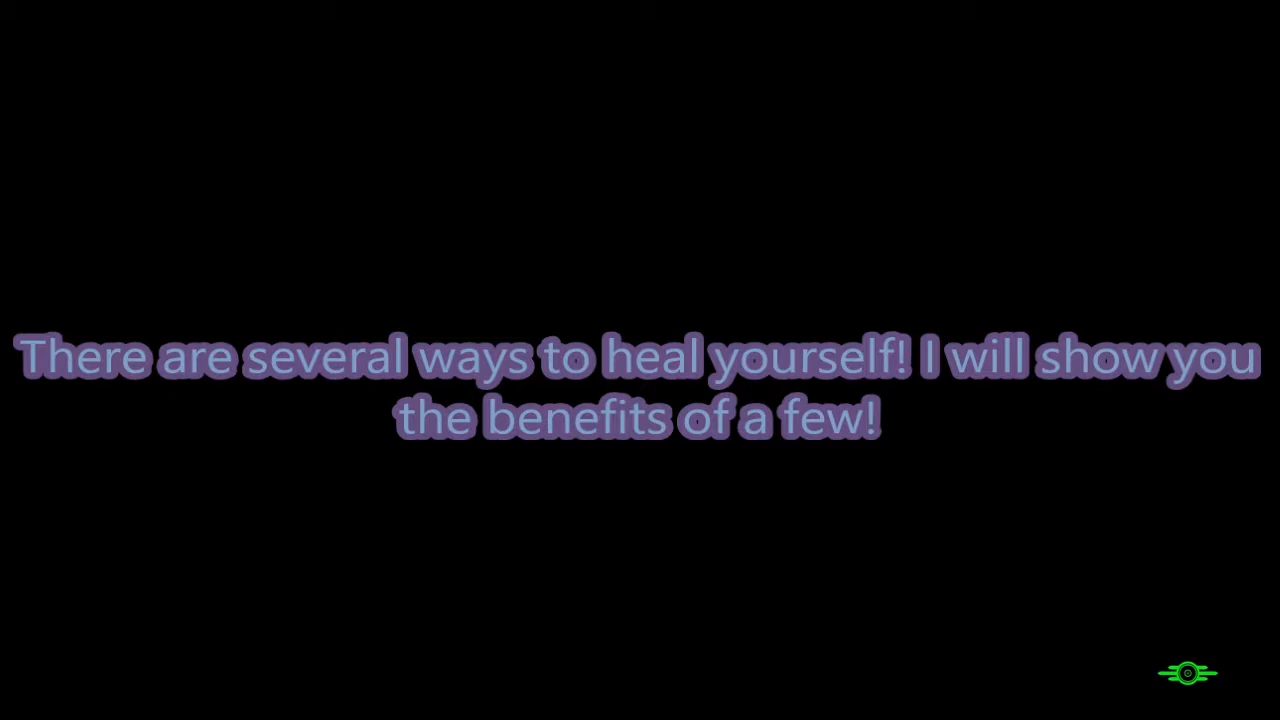 There are several ways to heal yourself! I will show you
the benefits of a few!